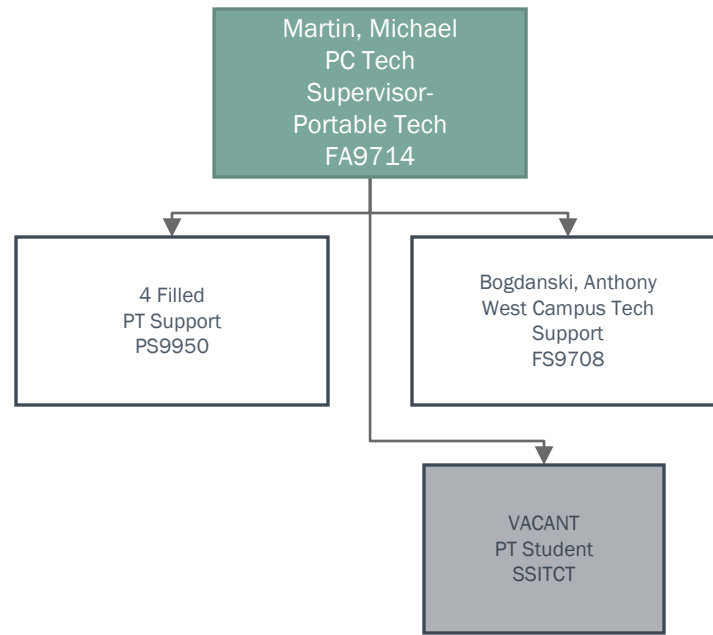 Martin, Michael
PC Tech
Supervisor-
Portable Tech
FA9714
4 Filled
PT Support
PS9950
Bogdanski, Anthony
West Campus Tech
Support
FS9708
VACANT
PT Student
SSITCT